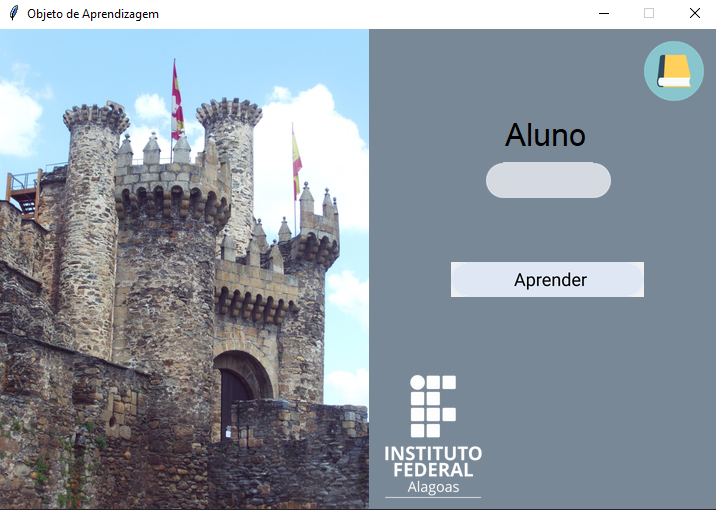 Objeto de Aprendizagem
Aluno
Aprender
INSTITUTO
FEDERAL
Alagoas